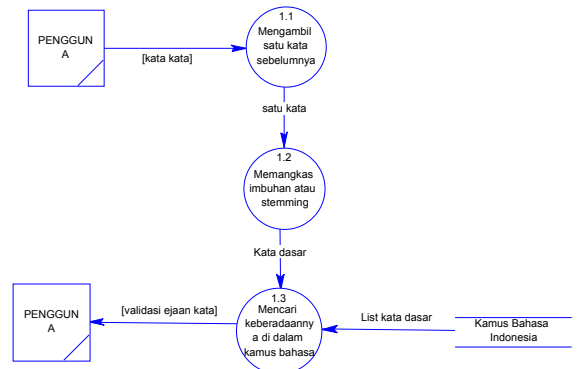 PENGGUN
A
[kata kata]
1.1
Mengambil
satu kata
sebelumnya
satu kata
1.2
Memangkas
imbuhan atau
stemming
Kata dasar
PENGGUN
A
[validasi ejaan kata]
1.3
Mencari
keberadaanny
a di dalam
kamus bahasa
List kata dasar
Kamus Bahasa
Indonesia